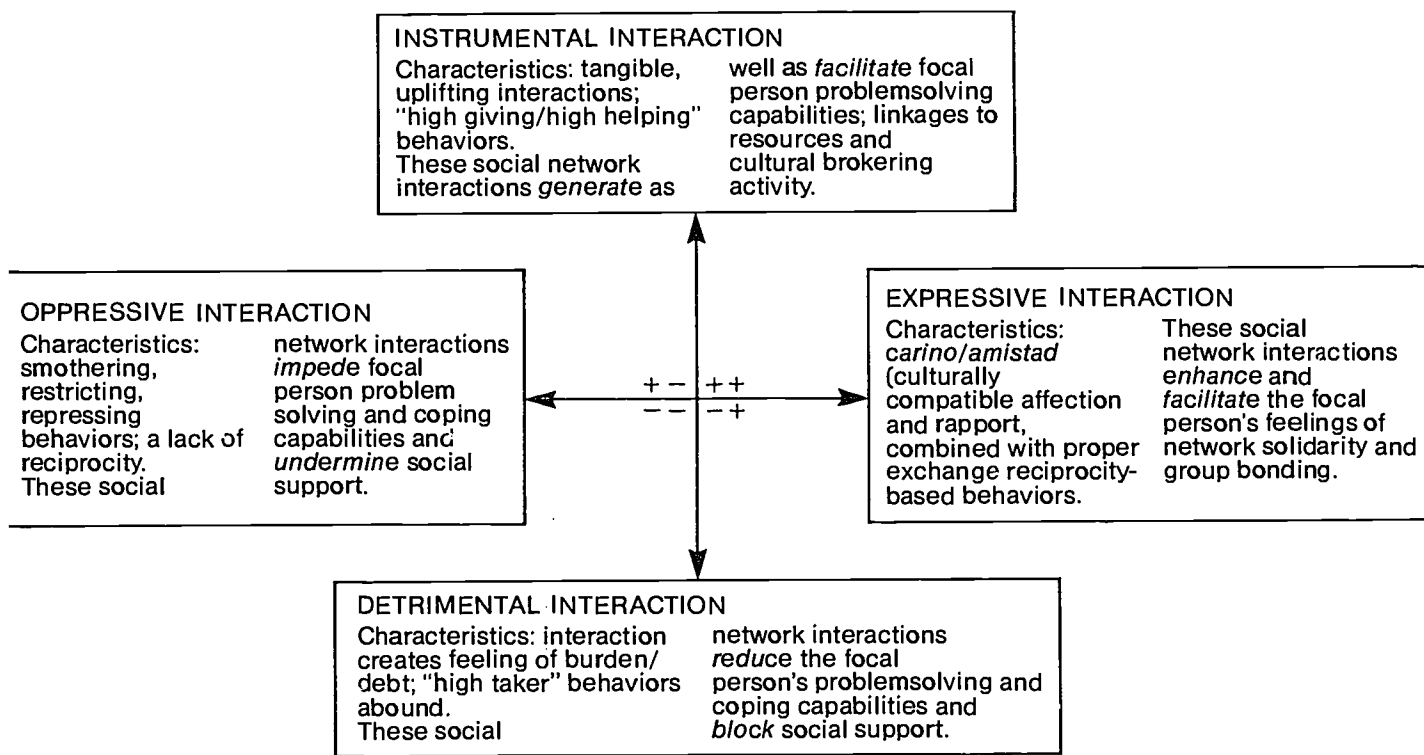 INSTRUMENTAL INTERACTION
Characteristics: tangible,
uplifting interactions;
"high giving/high helping"
behaviors.
These social network
interactions generate as
well as facilitate focal
person problemsolving
capabilities; linkages to
resources and
cultural brokering
activity.
OPPRESSIVE INTERACTION
Characteristics:
smothering,
restricting,
repressing
behaviors; a lack of
reciprocity.
These social
network interactions
impede focal
person problem
solving and coping
capabilities and
undermine social
support.
+ - + +
- - - +
EXPRESSIVE INTERACTION
Characteristics:
carino/amistad
(culturally
compatible affection
and rapport,
combined with proper
exchange reciprocity-
based behaviors.
These social
network interactions
enhance and
facilitate the focal
person's feelings of
network solidarity and
group bonding.
DETRIMENTAL INTERACTION
Characteristics: interaction
creates feeling of burden/
debt; "high taker" behaviors
abound.
These social
network interactions
reduce the focal
person's problemsolving and
coping capabilities and
block social support.